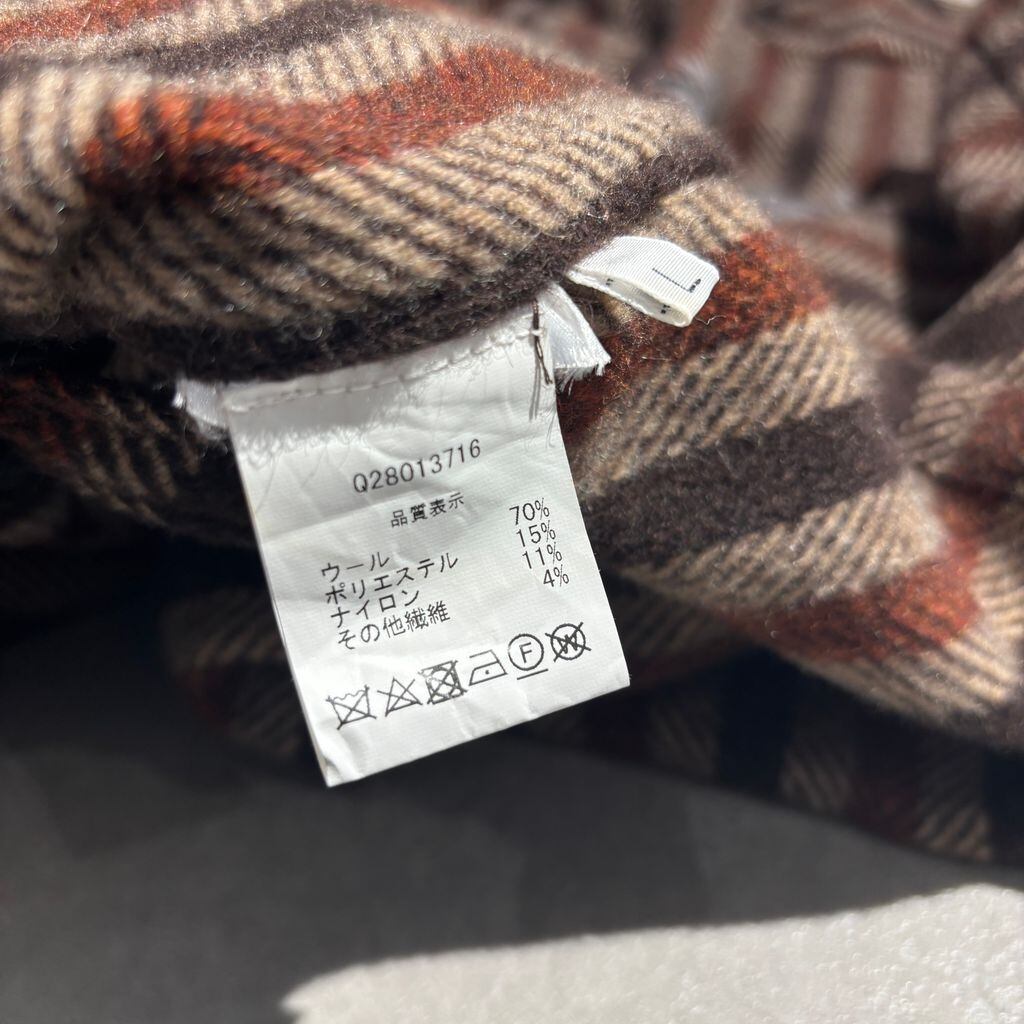 L
Q28013716
品質表示
ウール 70%
ポリエステル 15%
ナイロン 11%
その他繊維 4%
F W